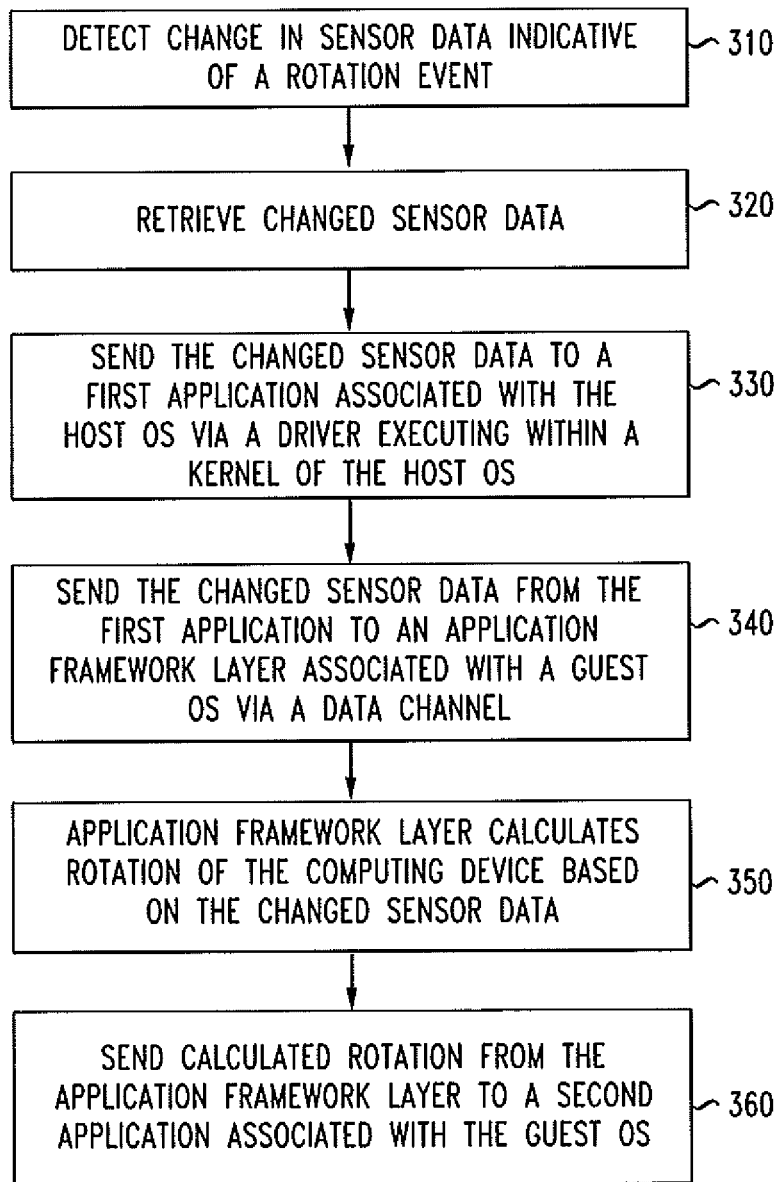 DETECT CHANGE IN SENSOR DATA INDICATIVE
OF A ROTATION EVENT
310
RETRIEVE CHANGED SENSOR DATA
320
SEND THE CHANGED SENSOR DATA TO A
FIRST APPLICATION ASSOCIATED WITH THE
HOST OS VIA A DRIVER EXECUTING WITHIN A
KERNEL OF THE HOST OS
330
SEND THE CHANGED SENSOR DATA FROM THE
FIRST APPLICATION TO AN APPLICATION
FRAMEWORK LAYER ASSOCIATED WITH A GUEST
OS VIA A DATA CHANNEL
340
APPLICATION FRAMEWORK LAYER CALCULATES
ROTATION OF THE COMPUTING DEVICE BASED
ON THE CHANGED SENSOR DATA
350
SEND CALCULATED ROTATION FROM THE
APPLICATION FRAMEWORK LAYER TO A SECOND
APPLICATION ASSOCIATED WITH THE GUEST OS
360